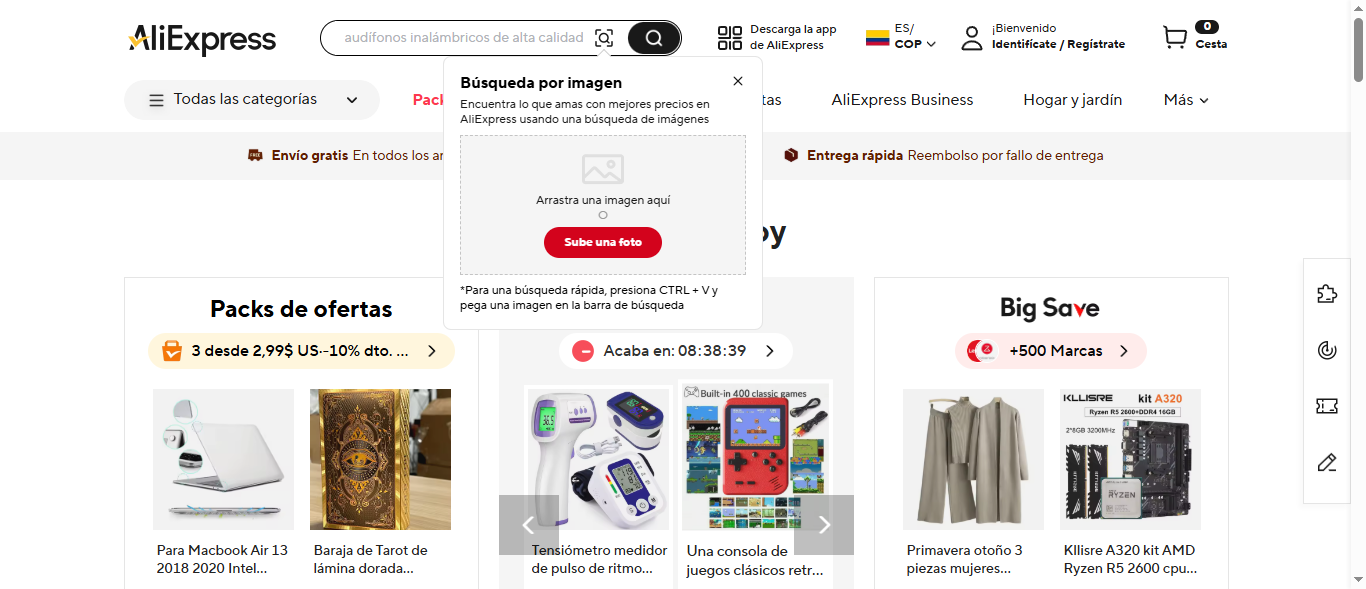 AliExpress
audífonos inalámbricos de alta calidad
Descarga la app
de AliExpress
ES/
COP
¡Bienvenido
Identifícate / Regístrate
0
Cesta
Todas las categorías
Pack
tas
AliExpress Business
Hogar y jardín
Más
Búsqueda por imagen
Encuentra lo que amas con mejores precios en
AliExpress usando una búsqueda de imágenes
Arrastra una imagen aquí
O
Sube una foto
*Para una búsqueda rápida, presiona CTRL + V y
pega una imagen en la barra de búsqueda
Envío gratis En todos los ar
Entrega rápida Reembolso por fallo de entrega
oy
Packs de ofertas
3 desde 2,99$ US·-10% dto. ...
Para Macbook Air 13
2018 2020 Intel...
Baraja de Tarot de
lámina dorada...
Acaba en: 08:38:39
36.5
Built-in 400 classic games
Tensiómetro medidor
de pulso de ritmo...
Una consola de
juegos clásicos retr...
Big Save
+500 Marcas
KLLISRE
kit A320
Ryzen R5 2600+DDR4 16GB
2*8GB 3200MHz
RYZEN
Primavera otoño 3
piezas mujeres...
Kllisre A320 kit AMD
Ryzen R5 2600 cpu...